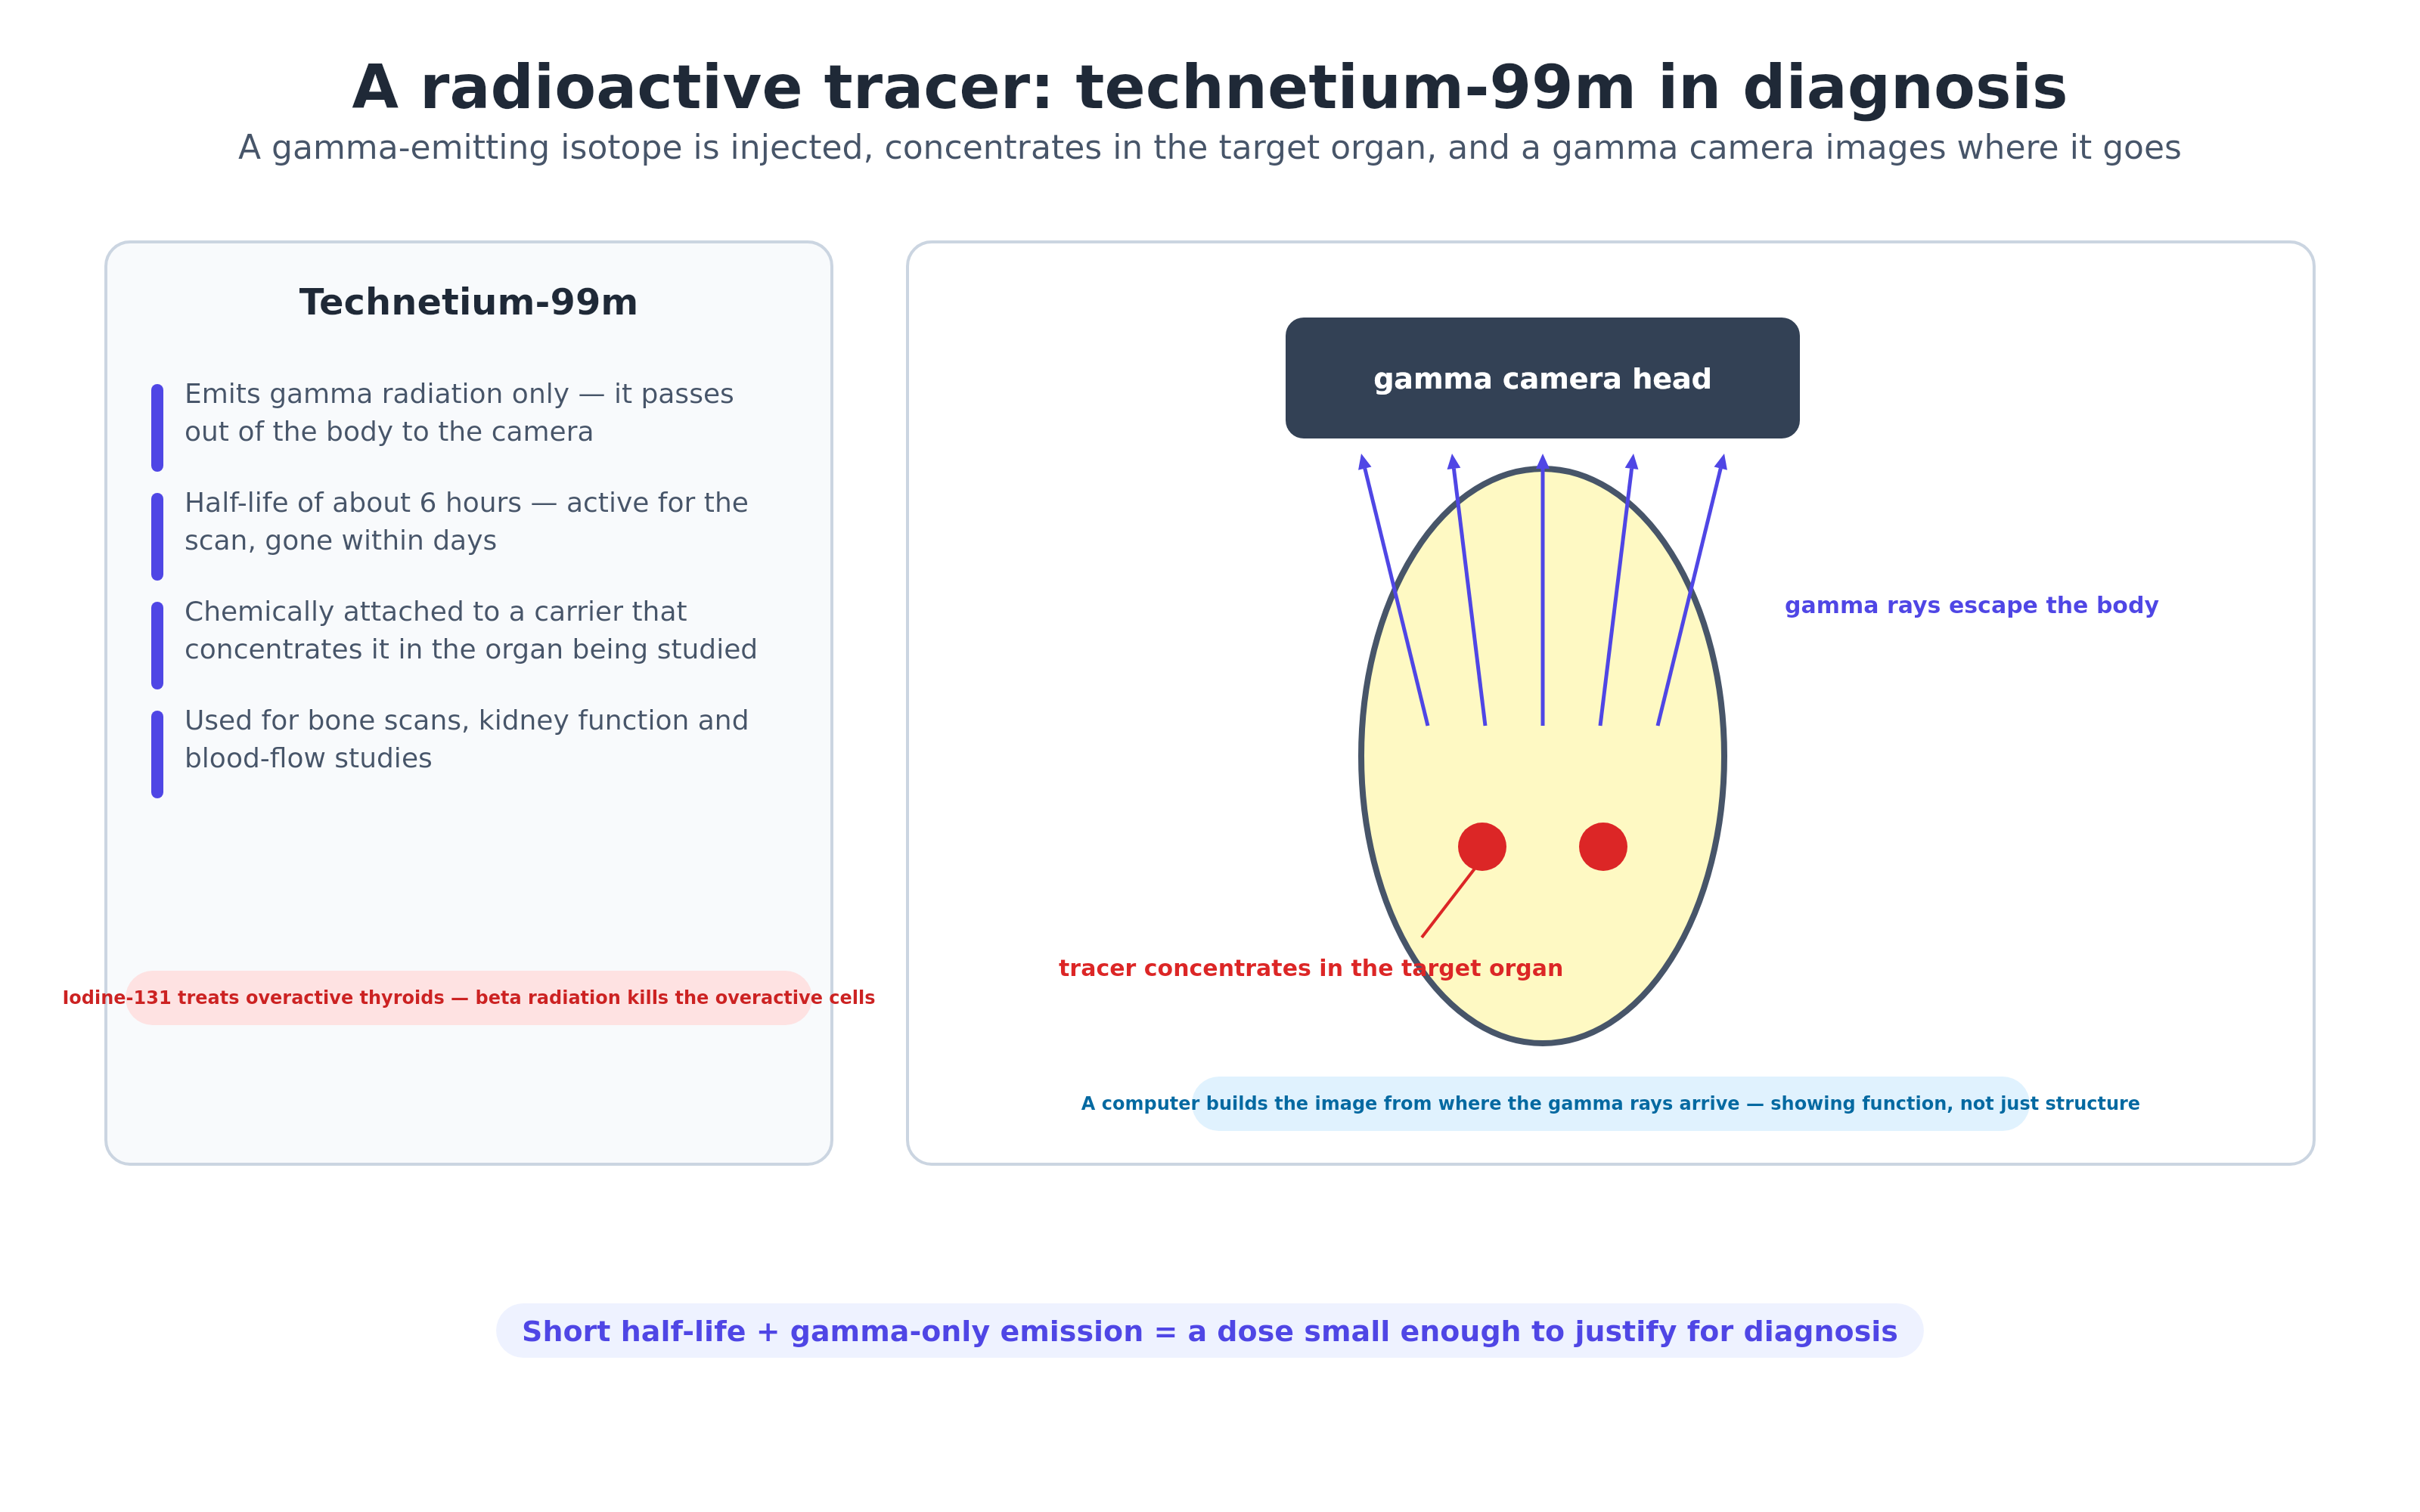 A radioactive tracer: technetium-99m in diagnosis
A gamma-emitting isotope is injected, concentrates in the target organ, and a gamma camera images where it goes
Technetium-99m
Emits gamma radiation only — it passes
out of the body to the camera
Half-life of about 6 hours — active for the
scan, gone within days
Chemically attached to a carrier that
concentrates it in the organ being studied
Used for bone scans, kidney function and
blood-flow studies
Iodine-131 treats overactive thyroids — beta radiation kills the overactive cells
gamma camera head
gamma rays escape the body
tracer concentrates in the target organ
A computer builds the image from where the gamma rays arrive — showing function, not just structure
Short half-life + gamma-only emission = a dose small enough to justify for diagnosis